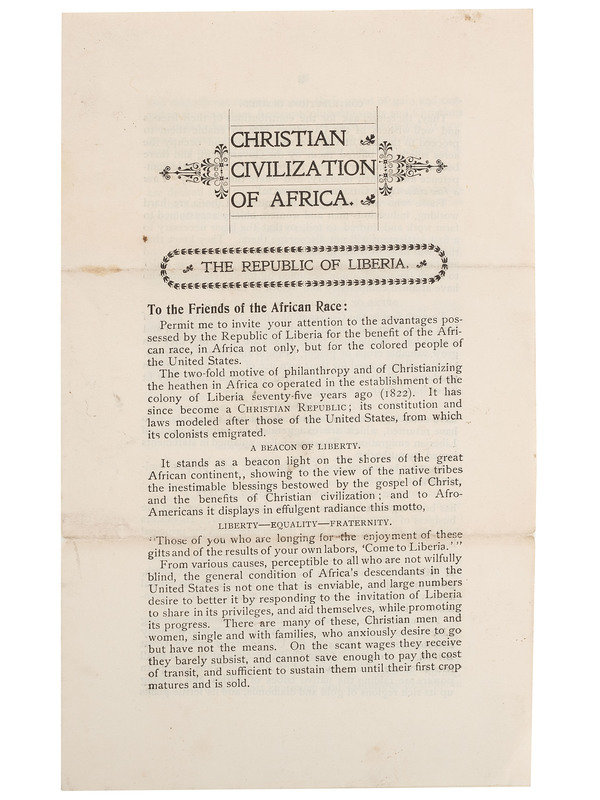 CHRISTIAN
CIVILIZATION
OF AFRICA.
THE REPUBLIC OF LIBERIA.
To the Friends of the African Race:
Permit me to invite your attention to the advantages pos-
sessed by the Republic of Liberia for the benefit of the Afri-
can race, in Africa not only, but for the colored people of
the United States.
The two-fold motive of philanthropy and of Christianizing
the heathen in Africa co operated in the establishment of the
colony of Liberia seventy-five years ago (1822). It has
since become a CHRISTIAN REPUBLIC; its constitution and
laws modeled after those of the United States, from which
its colonists emigrated.
A BEACON OF LIBERTY.
It stands as a beacon light on the shores of the great
African continent,, showing to the view of the native tribes
the inestimable blessings bestowed by the gospel of Christ,
and the benefits of Christian civilization; and to Afro-
Americans it displays in effulgent radiance this motto,
LIBERTY—EQUALITY—FRATERNITY.
"Those of you who are longing for the enjoyment of these
gifts and of the results of your own labors, 'Come to Liberia.' "
From various causes, perceptible to all who are not wilfully
blind, the general condition of Africa's descendants in the
United States is not one that is enviable, and large numbers
desire to better it by responding to the invitation of Liberia
to share in its privileges, and aid themselves, while promoting
its progress. There are many of these, Christian men and
women, single and with families, who anxiously desire to go
but have not the means. On the scant wages they receive
they barely subsist, and cannot save enough to pay the cost
of transit, and sufficient to sustain them until their first crop
matures and is sold.